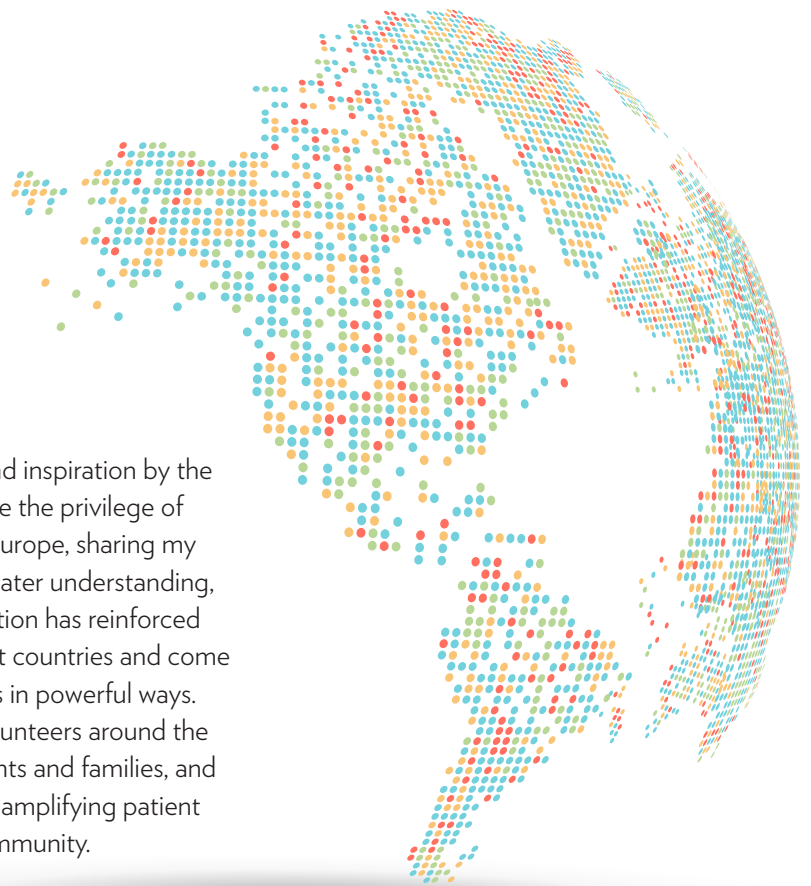 nd inspiration by the
e the privilege of
urope, sharing my
ater understanding,
tion has reinforced
t countries and come
s in powerful ways.
unteers around the
nts and families, and
amplifying patient
mmunity.